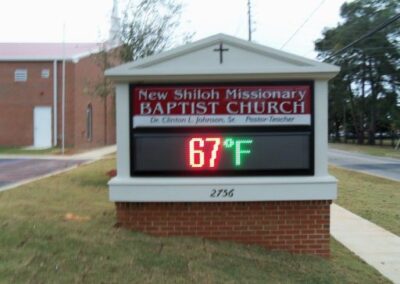 New Shiloh Missionary
BAPTIST CHURCH
Dr. Clinton L. Johnson, Sr. Pastor Teacher
67°F
2756